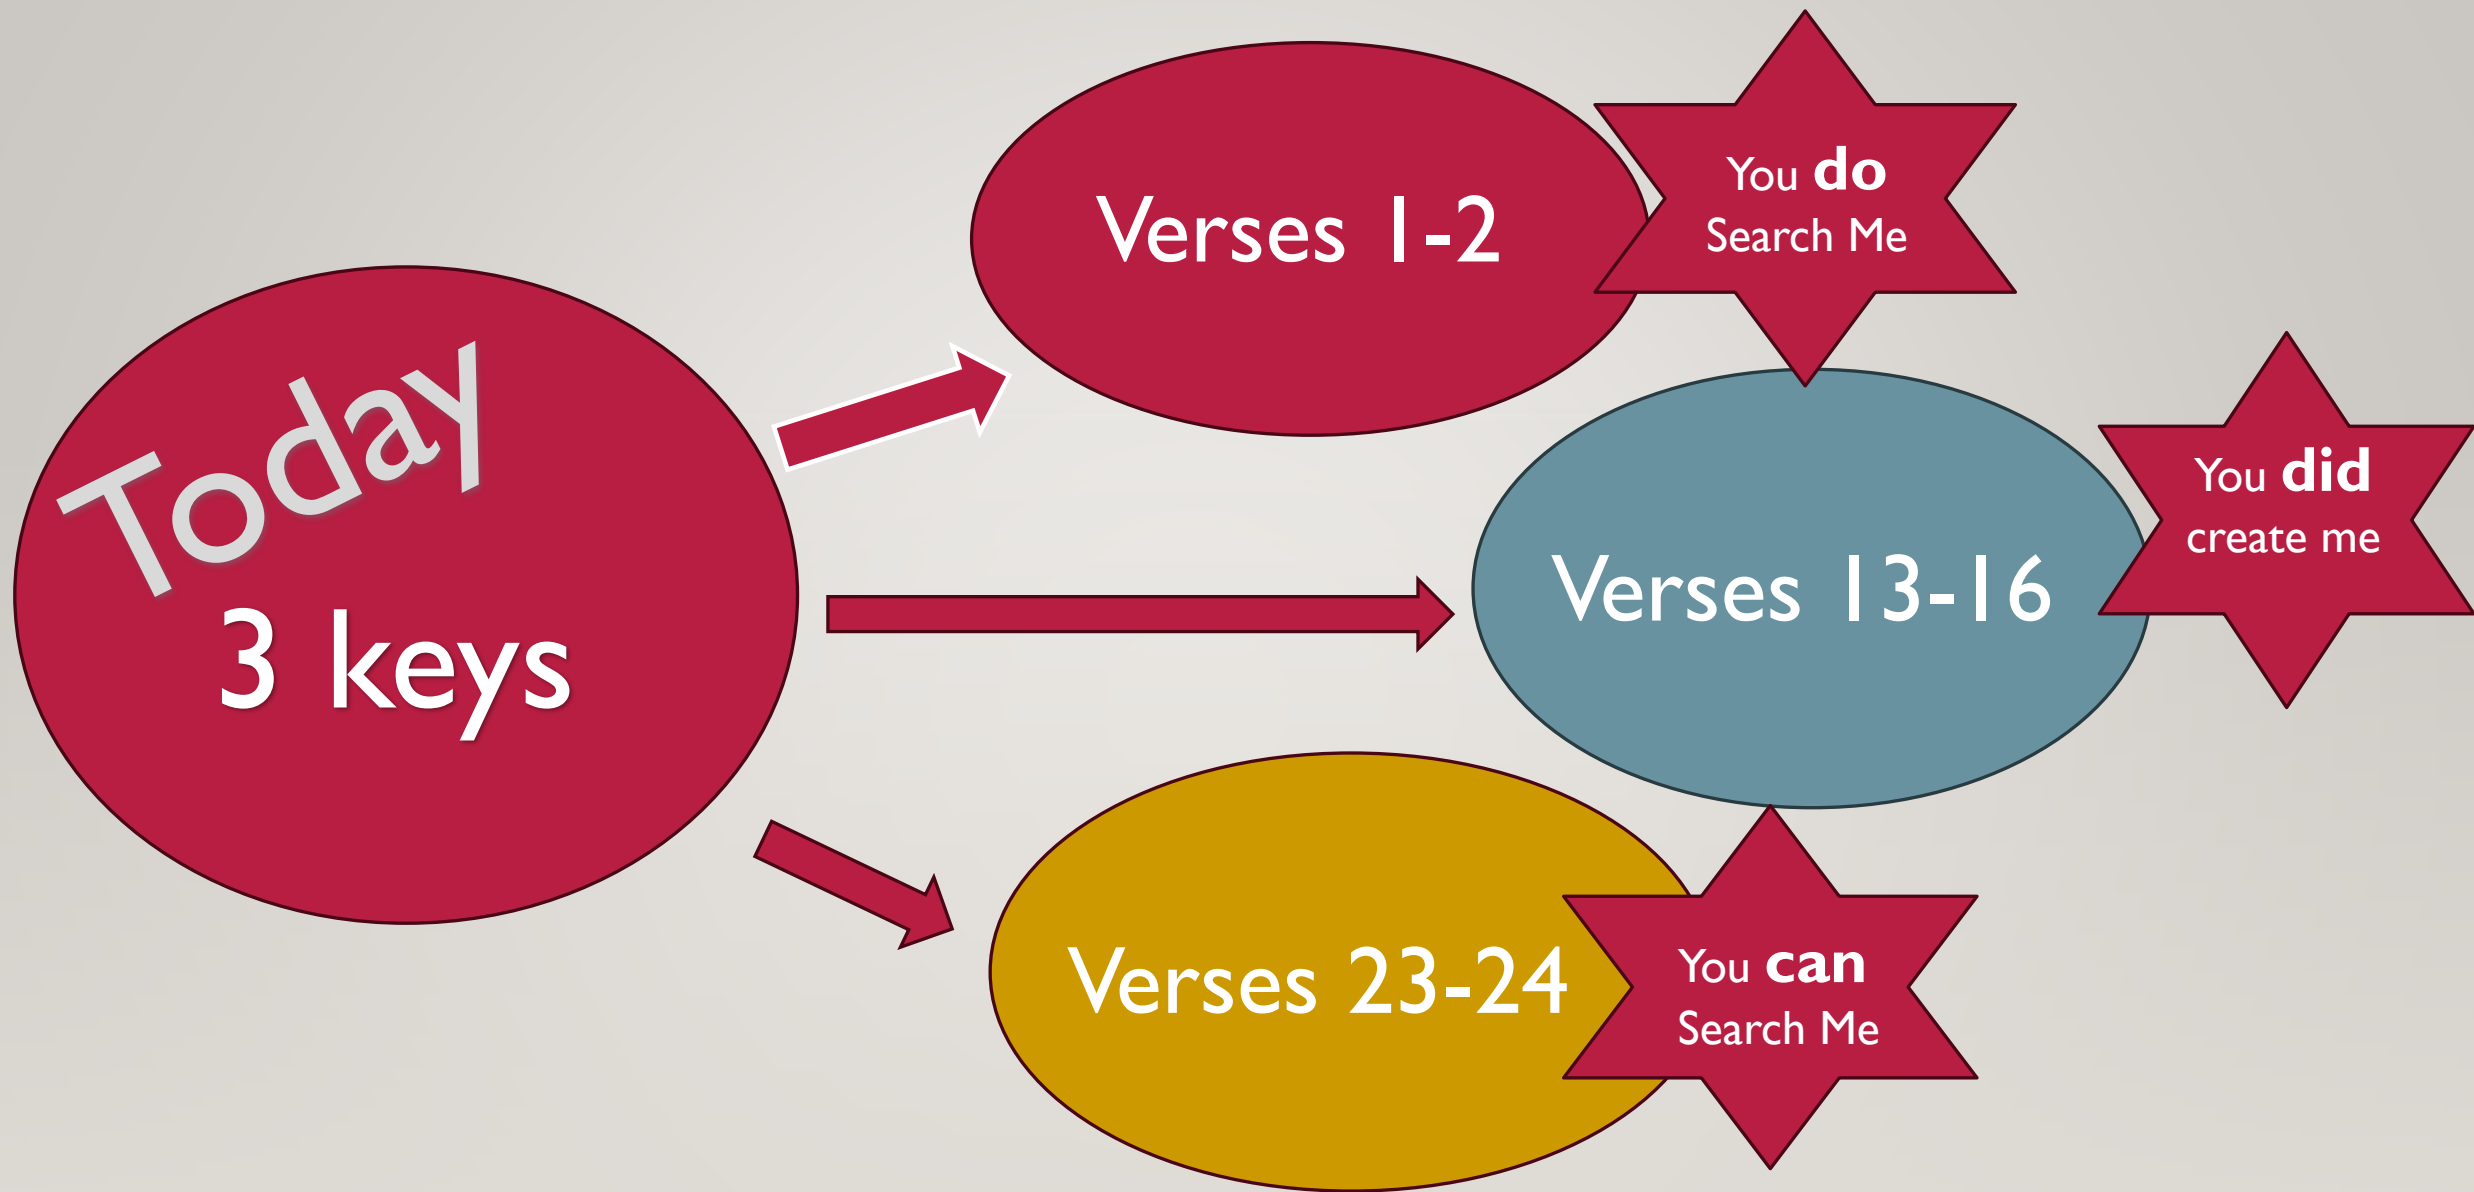 Today
3 keys
Verses 1-2
You do
Search Me
Verses 13-16
You did
create me
Verses 23-24
You can
Search Me